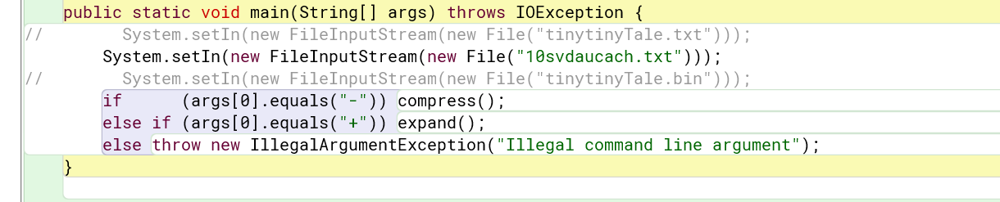 public static void main(String[] args) throws IOException {
//        System.setIn(new FileInputStream(new File("tinytinyTale.txt")));
    System.setIn(new FileInputStream(new File("10svdaucach.txt")));
//        System.setIn(new FileInputStream(new File("tinytinyTale.bin")));
    if      (args[0].equals("-")) compress();
    else if (args[0].equals("+")) expand();
    else throw new IllegalArgumentException("Illegal command line argument");
}